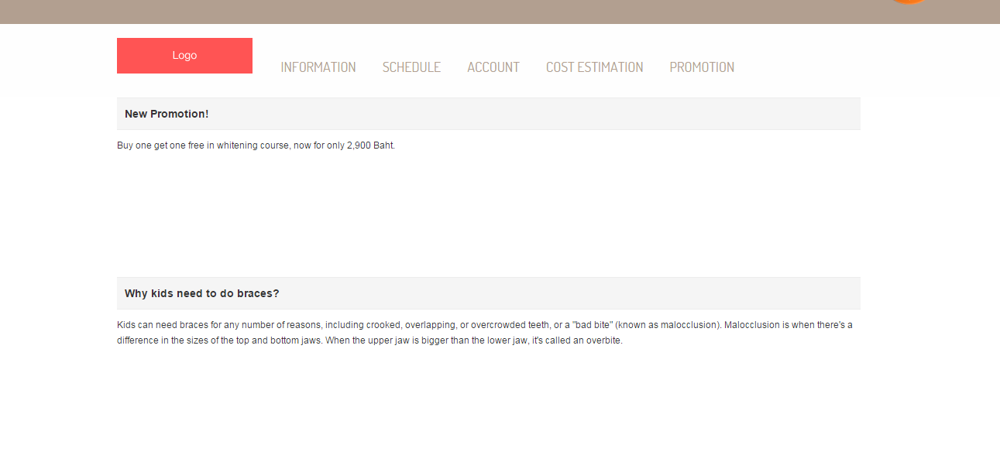 Logo
INFORMATION SCHEDULE ACCOUNT COST ESTIMATION PROMOTION
New Promotion!
Buy one get one free in whitening course, now for only 2,900 Baht.
Why kids need to do braces?
Kids can need braces for any number of reasons, including crooked, overlapping, or overcrowded teeth, or a "bad bite" (known as malocclusion). Malocclusion is when there's a
difference in the sizes of the top and bottom jaws. When the upper jaw is bigger than the lower jaw, it's called an overbite.